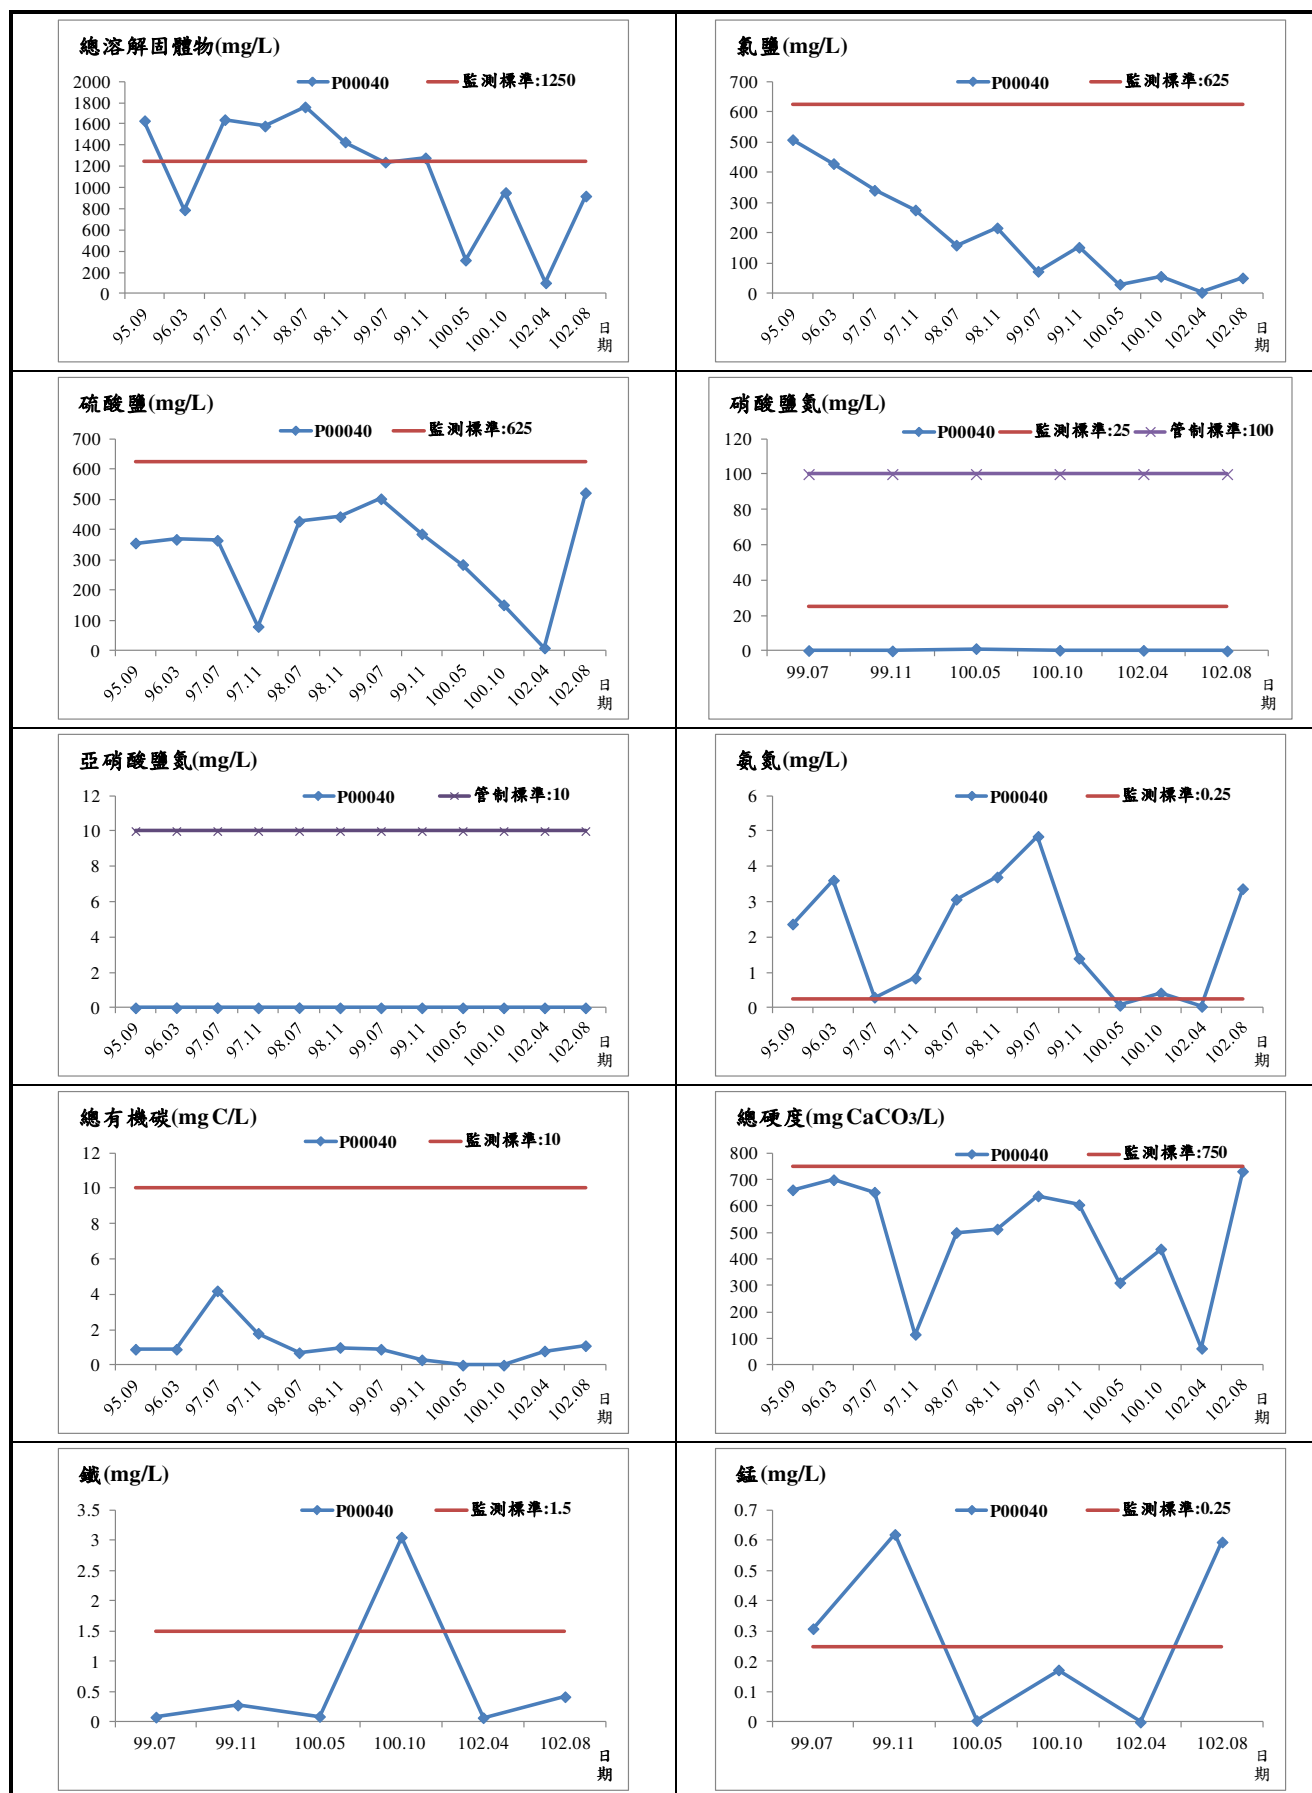 總溶解固體物(mg/L)
P00040 監測標準:1250
2000
1800
1600
1400
1200
1000
800
600
400
200
0
95.09 96.03 97.07 97.11 98.07 98.11 99.07 99.11 100.05 100.10 102.04 102.08
日
期
氯鹽(mg/L)
P00040 監測標準:625
700
600
500
400
300
200
100
0
95.09 96.03 97.07 97.11 98.07 98.11 99.07 99.11 100.05 100.10 102.04 102.08
日
期
硫酸鹽(mg/L)
P00040 監測標準:625
700
600
500
400
300
200
100
0
95.09 96.03 97.07 97.11 98.07 98.11 99.07 99.11 100.05 100.10 102.04 102.08
日
期
硝酸鹽氮(mg/L)
P00040 監測標準:25 管制標準:100
120
100
80
60
40
20
0
99.07 99.11 100.05 100.10 102.04 102.08
日
期
亞硝酸鹽氮(mg/L)
P00040 管制標準:10
12
10
8
6
4
2
0
95.09 96.03 97.07 97.11 98.07 98.11 99.07 99.11 100.05 100.10 102.04 102.08
日
期
氨氮(mg/L)
P00040 監測標準:0.25
6
5
4
3
2
1
0
95.09 96.03 97.07 97.11 98.07 98.11 99.07 99.11 100.05 100.10 102.04 102.08
日
期
總有機碳(mg C/L)
P00040 監測標準:10
12
10
8
6
4
2
0
95.09 96.03 97.07 97.11 98.07 98.11 99.07 99.11 100.05 100.10 102.04 102.08
日
期
總硬度(mg CaCO3/L)
P00040 監測標準:750
800
700
600
500
400
300
200
100
0
95.09 96.03 97.07 97.11 98.07 98.11 99.07 99.11 100.05 100.10 102.04 102.08
日
期
鐵(mg/L)
P00040 監測標準:1.5
3.5
3
2.5
2
1.5
1
0.5
0
99.07 99.11 100.05 100.10 102.04 102.08
日
期
錳(mg/L)
P00040 監測標準:0.25
0.7
0.6
0.5
0.4
0.3
0.2
0.1
0
99.07 99.11 100.05 100.10 102.04 102.08
日
期